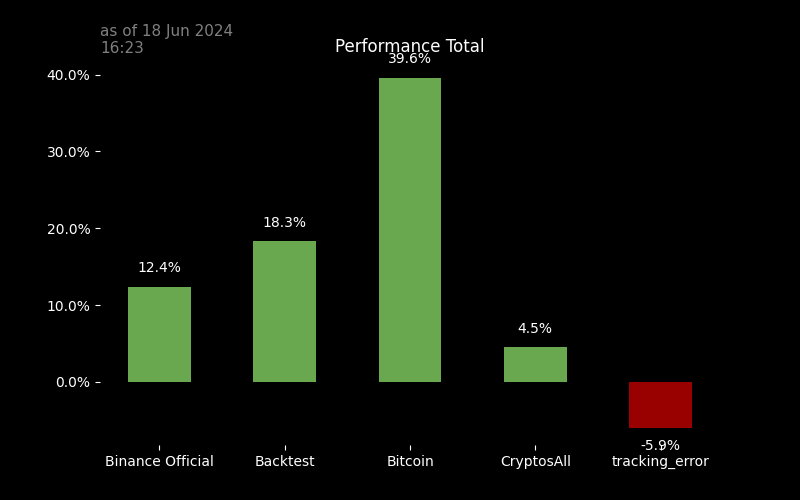 as of 18 Jun 2024
16:23
Performance Total
39.6%
40.0%
30.0%
20.0%
18.3%
12.4%
10.0%
4.5%
0.0%
-5.9%
Binance Official
Backtest
Bitcoin
CryptosAll
tracking_error